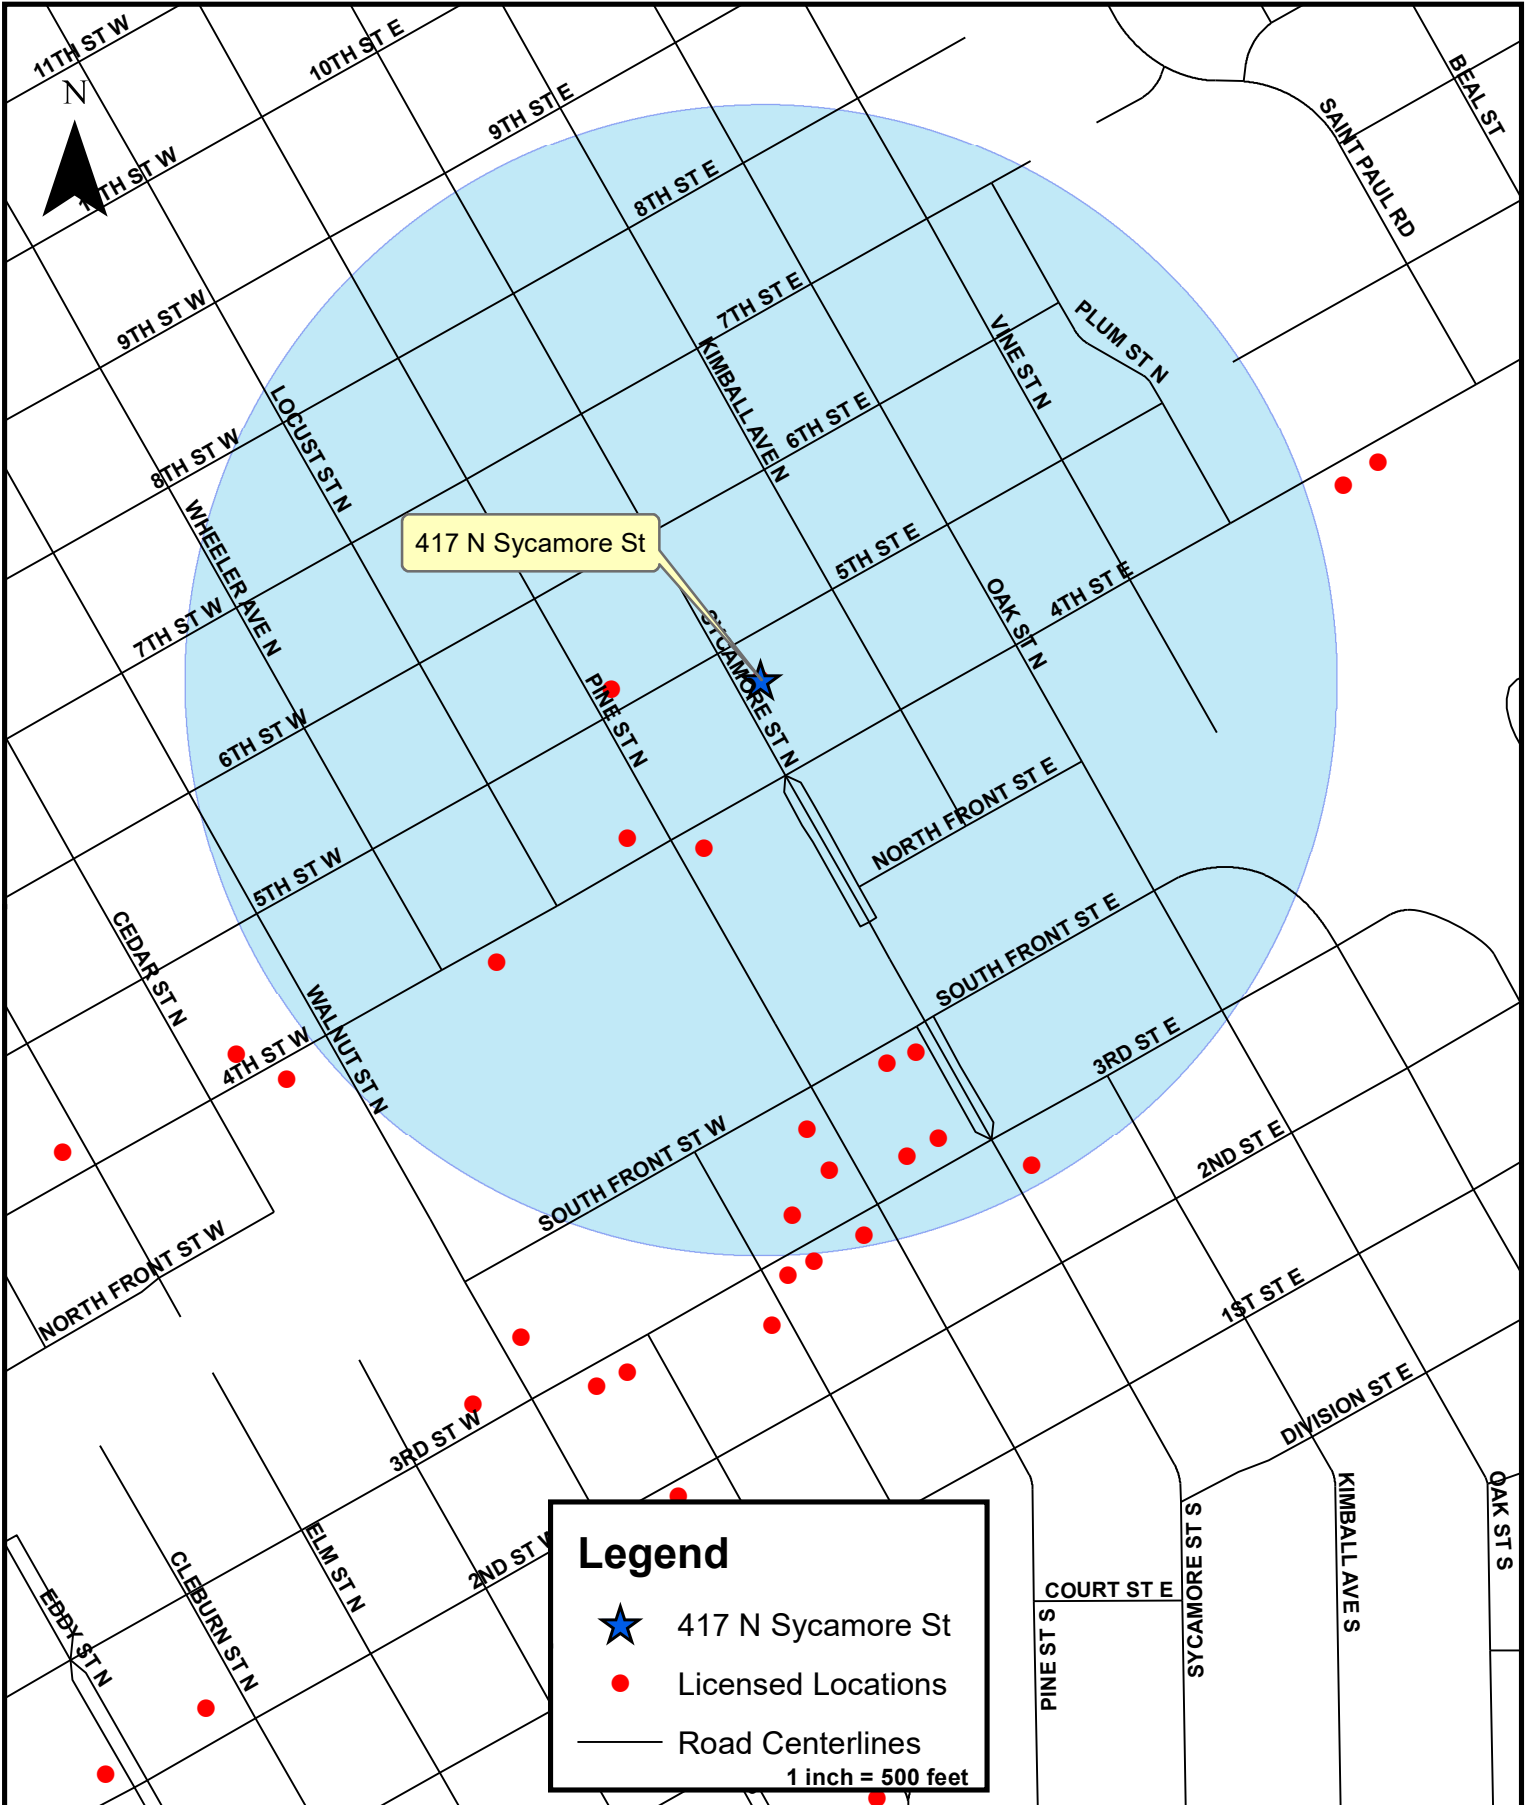 11TH ST W
10TH ST E
9TH ST E
BEAL ST
SAINT PAUL RD
N
8TH ST E
9TH ST W
7TH ST E
PLUM ST N
VINE ST N
KIMBALL AVE N
6TH ST E
LOCUST ST N
8TH ST W
WHEELER AVE N
417 N Sycamore St
5TH ST E
4TH ST E
OAK ST N
7TH ST W
SYCAMORE ST N
PINE ST N
6TH ST W
NORTH FRONT ST E
5TH ST W
CEDAR ST N
SOUTH FRONT ST E
WALNUT ST N
4TH ST W
3RD ST E
SOUTH FRONT ST W
2ND ST E
NORTH FRONT ST W
1ST ST E
DIVISION ST E
3RD ST W
2ND ST W
ELM ST N
CLEBURN ST N
EDDY ST N
COURT ST E
PINE ST S
SYCAMORE ST S
KIMBALL AVE S
OAK ST S
Legend
417 N Sycamore St
Licensed Locations
Road Centerlines
1 inch = 500 feet